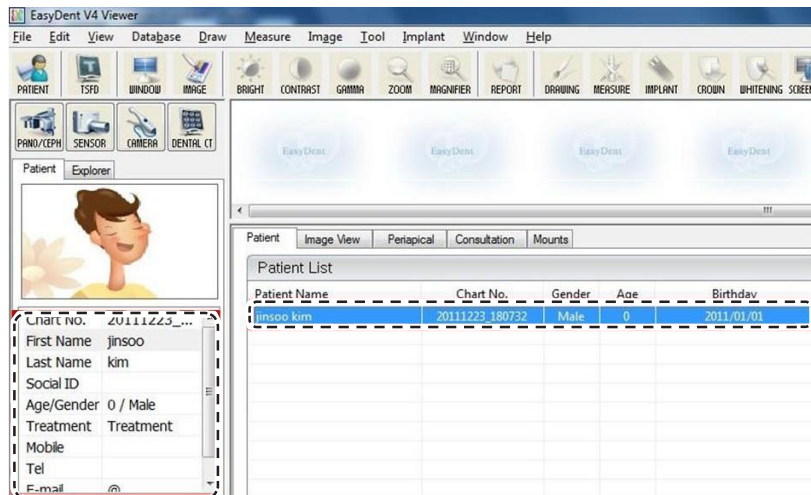 EasyDent V4 Viewer
File Edit View Database Draw Measure Image Tool Implant Window Help
PATIENT TSFD WINDOW IMAGE BRIGHT CONTRAST GAMMA ZOOM MAGNIFIER REPORT DRAWING MEASURE IMPLANT CROWN WHITENING SCREEN
PANO/CEPH SENSOR CAMERA DENTAL CT
EasyDent EasyDent EasyDent EasyDent
Patient Explorer
Patient Image View Periapical Consultation Mounts
Patient List
Patient Name Chart No. Gender Age Birthday
jinsoo kim 20111223_180732 Male 0 2011/01/01
Chart No. 20111223_...
First Name jinsoo
Last Name kim
Social ID
Age/Gender 0 / Male
Treatment Treatment
Mobile
Tel
E-mail @